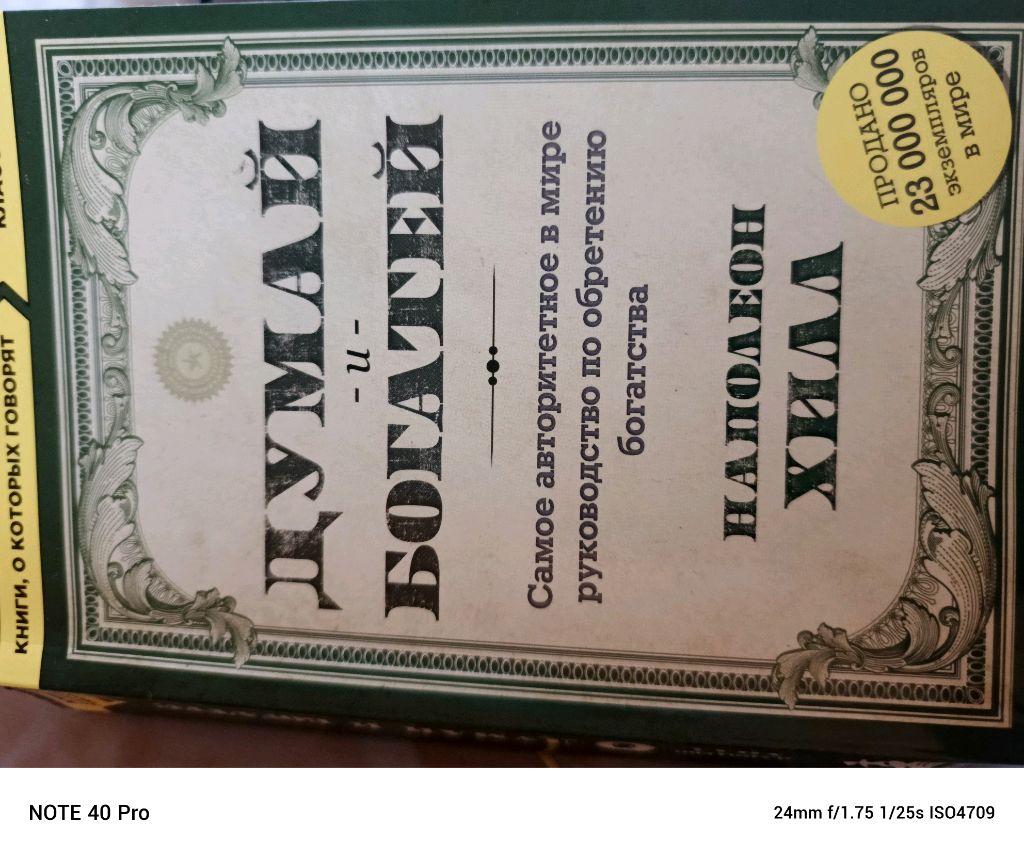 КНИГИ, О КОТОРЫХ ГОВОРЯТ
ДУМАЙ
- и -
БОГАТЕЙ
Самое авторитетное в мире
руководство по обретению
богатства
НАПОЛЕОН
ХИЛЛ
ПРОДАНО
23 000 000
экземпляров
в мире
NOTE 40 Pro
24mm f/1.75 1/25s ISO4709